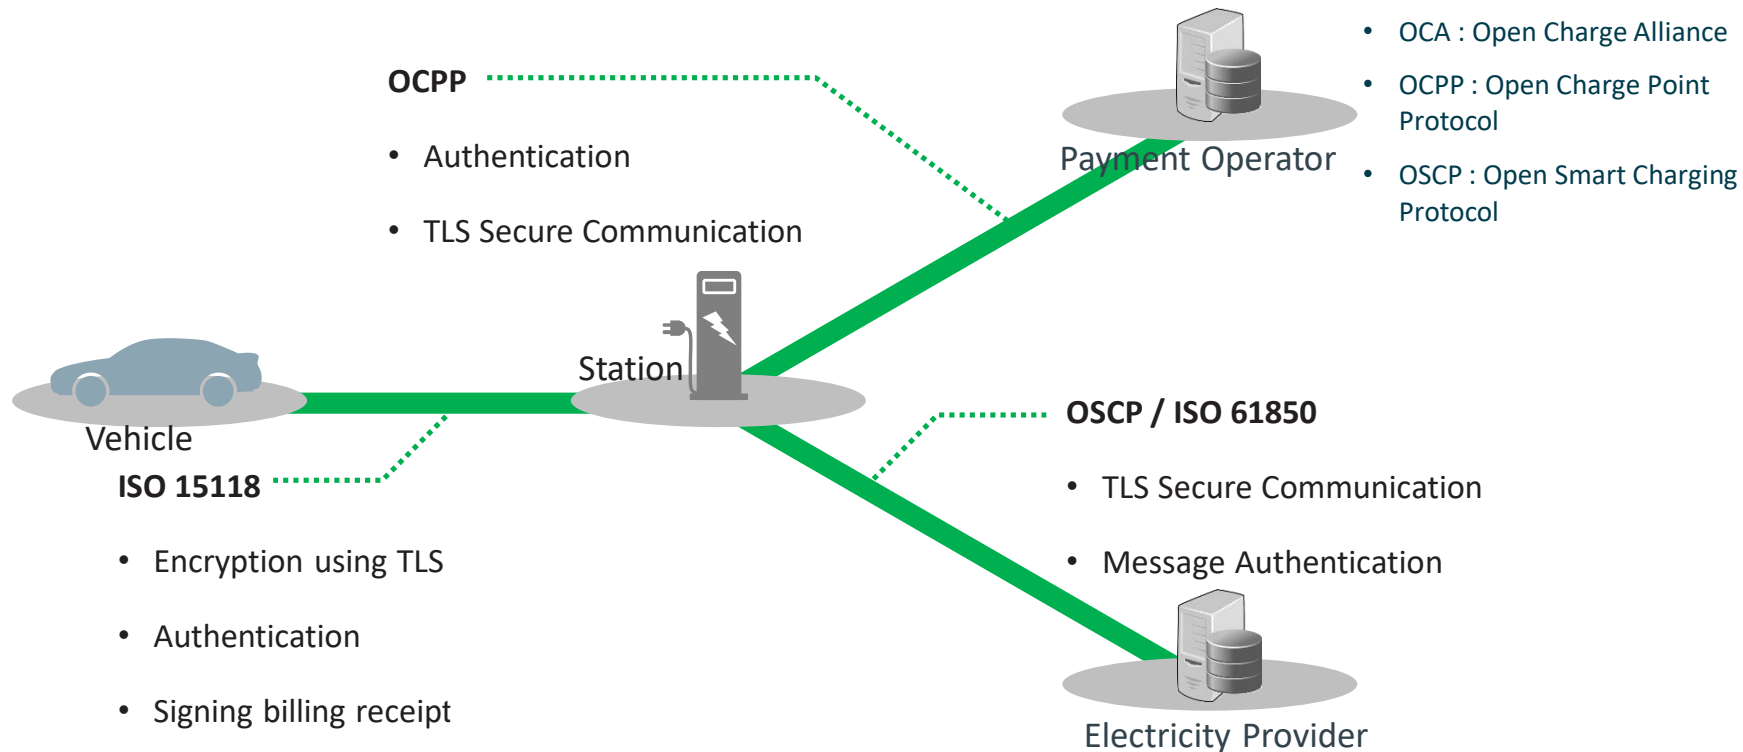 OCPP
• Authentication
• TLS Secure Communication
Payment Operator
• OCA : Open Charge Alliance
• OCPP : Open Charge Point
Protocol
• OSCP : Open Smart Charging
Protocol
Station
Vehicle
ISO 15118
• Encryption using TLS
• Authentication
• Signing billing receipt
OSCP / ISO 61850
• TLS Secure Communication
• Message Authentication
Electricity Provider